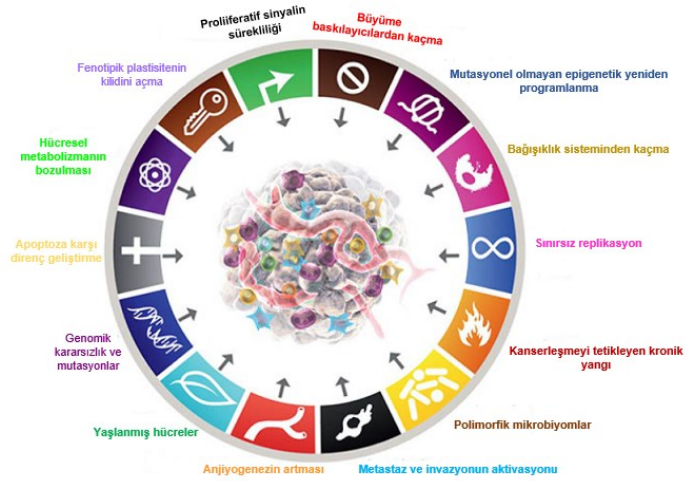 Proliiferatif sinyalin
sürekliliği
Büyüme
baskılayıcılardan kaçma
Mutasyonel olmayan epigenetik yeniden
programlanma
Bağışıklık sisteminden kaçma
Sınırsız replikasyon
Kanserleşmeyi tetikleyen kronik
yangı
Polimorfik mikrobiyomlar
Metastaz ve invazyonun aktivasyonu
Anjiyogenezin artması
Yaşlanmış hücreler
Genomik
kararsızlık ve
mutasyonlar
Apoptoza karşı
direnç geliştirme
Hücresel
metabolizmanın
bozulması
Fenotipik plastisitenin
kilidini açma